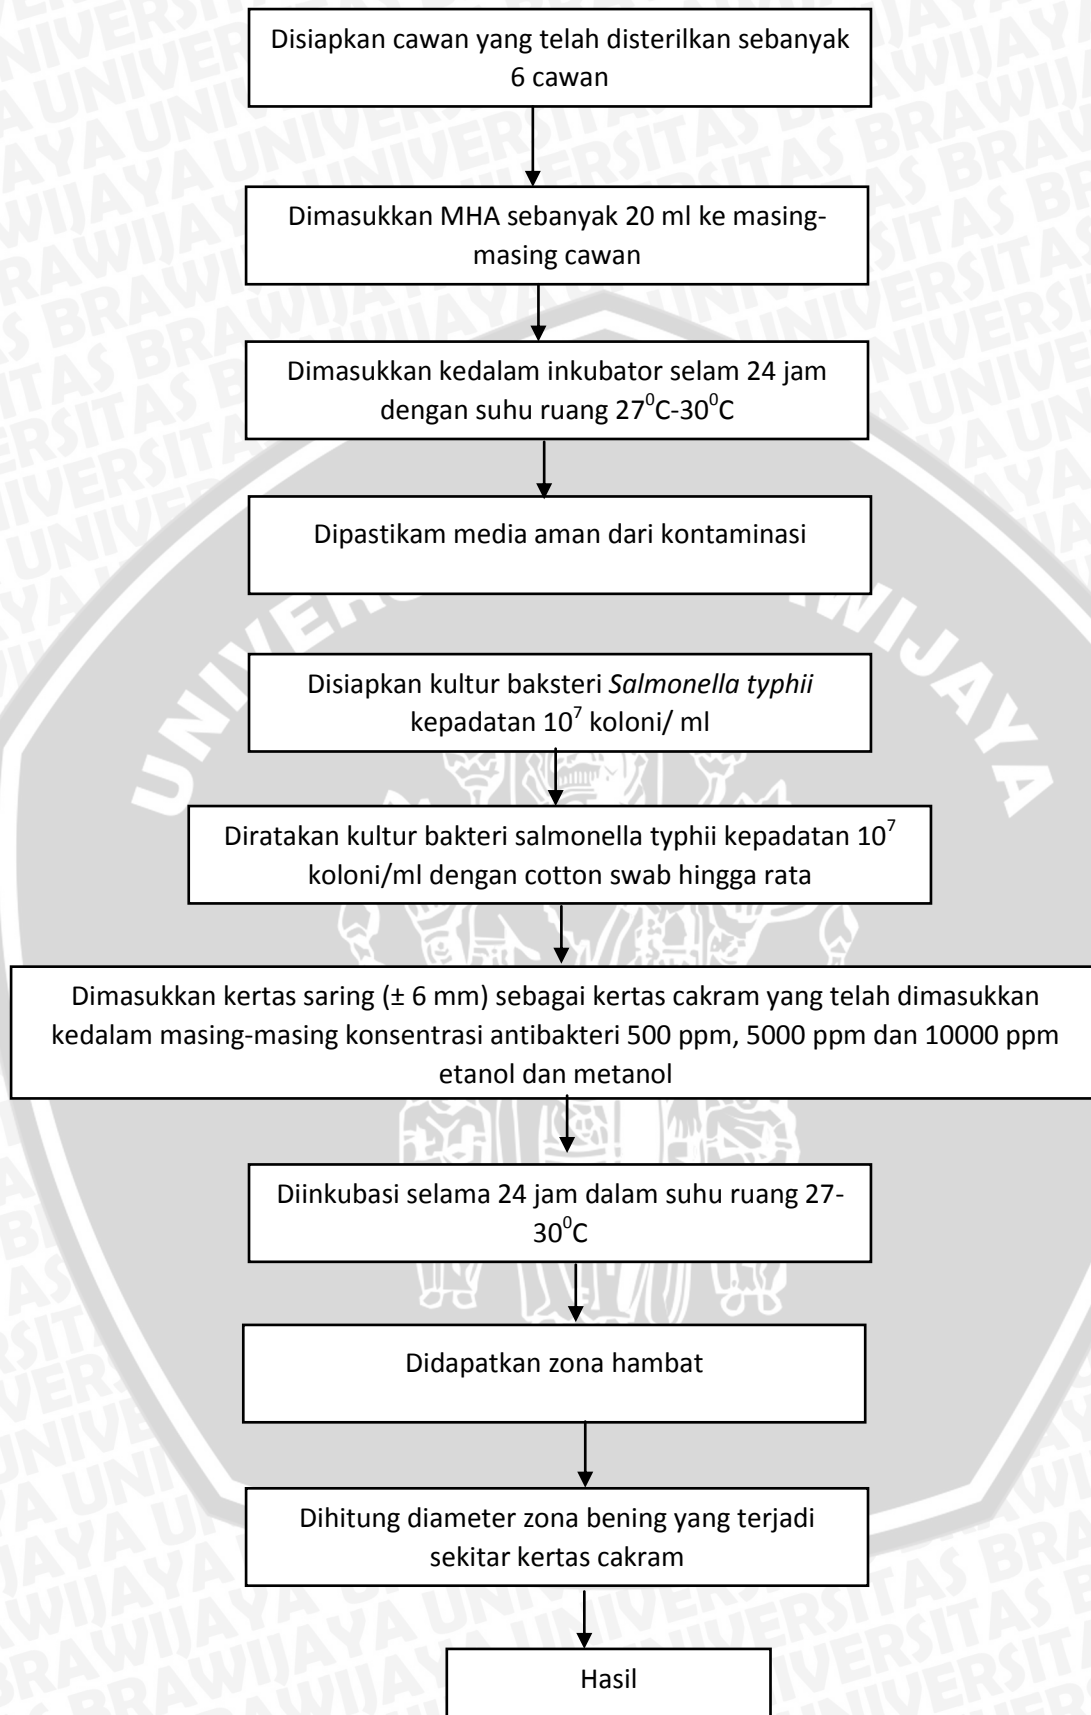 Disiapkan cawan yang telah disterilkan sebanyak
6 cawan
Dimasukkan MHA sebanyak 20 ml ke masing-
masing cawan
Dimasukkan kedalam inkubator selam 24 jam
dengan suhu ruang 27⁰C-30⁰C
Dipastikam media aman dari kontaminasi
UNIVERS WIJAYA
Disiapkan kultur baksteri Salmonella typhii
kepadatan 10⁷ koloni/ ml
Diratakan kultur bakteri salmonella typhii kepadatan 10⁷
koloni/ml dengan cotton swab hingga rata
Dimasukkan kertas saring (± 6 mm) sebagai kertas cakram yang telah dimasukkan
kedalam masing-masing konsentrasi antibakteri 500 ppm, 5000 ppm dan 10000 ppm
etanol dan metanol
Diinkubasi selama 24 jam dalam suhu ruang 27-
30⁰C
Didapatkan zona hambat
Dihitung diameter zona bening yang terjadi
sekitar kertas cakram
Hasil